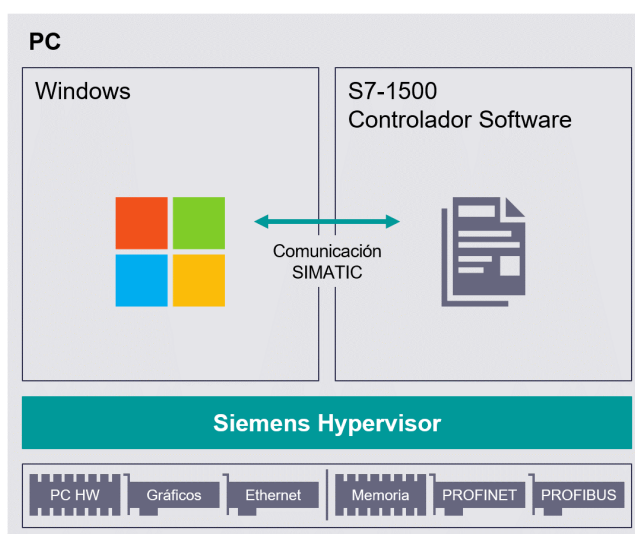 PC
Windows
S7-1500
Controlador Software
Comunicación
SIMATIC
Siemens Hypervisor
PC HW
Gráficos
Ethernet
Memoria
PROFINET
PROFIBUS